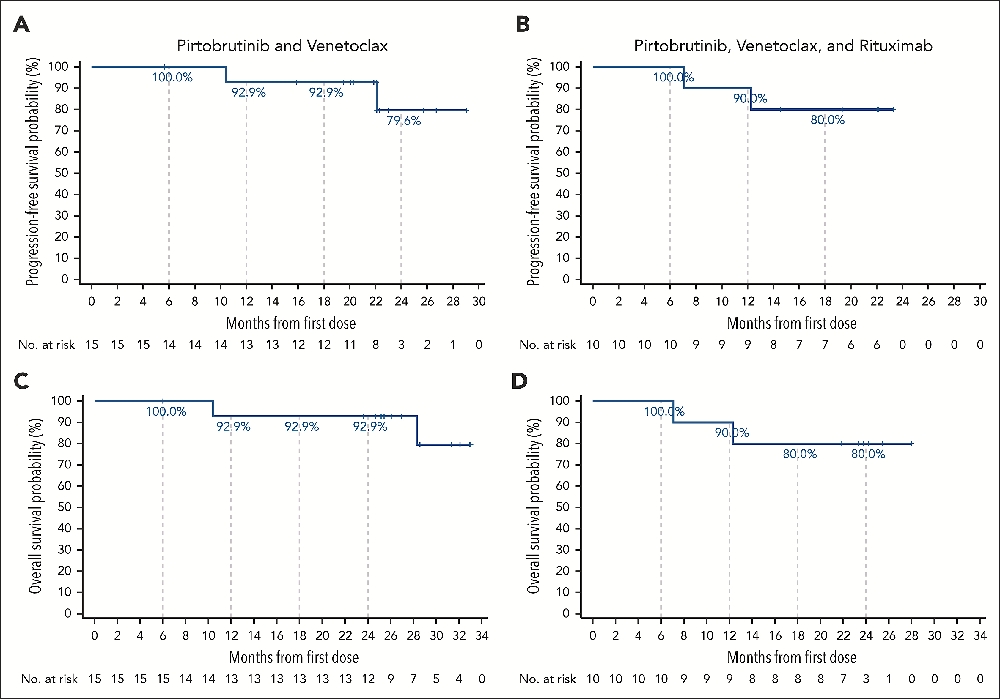 A
Pirtobrutinib and Venetoclax
Progression-free survival probability (%)
100
90
80
70
60
50
40
30
20
10
0
100.0%
92.9%
92.9%
79.6%
0 2 4 6 8 10 12 14 16 18 20 22 24 26 28 30
Months from first dose
No. at risk 15 15 15 14 14 14 13 13 12 12 11 8 3 2 1 0
B
Pirtobrutinib, Venetoclax, and Rituximab
Progression-free survival probability (%)
100
90
80
70
60
50
40
30
20
10
0
100.0%
90.0%
80.0%
0 2 4 6 8 10 12 14 16 18 20 22 24 26 28 30
Months from first dose
No. at risk 10 10 10 10 9 9 9 8 7 7 6 6 0 0 0 0
C
Overall survival probability (%)
100
90
80
70
60
50
40
30
20
10
0
100.0%
92.9%
92.9%
92.9%
0 2 4 6 8 10 12 14 16 18 20 22 24 26 28 30 32 34
Months from first dose
No. at risk 15 15 15 15 14 14 13 13 13 13 13 13 12 9 7 5 4 0
D
Overall survival probability (%)
100
90
80
70
60
50
40
30
20
10
0
100.0%
90.0%
80.0%
80.0%
0 2 4 6 8 10 12 14 16 18 20 22 24 26 28 30 32 34
Months from first dose
No. at risk 10 10 10 10 9 9 9 8 8 8 8 7 3 1 0 0 0 0